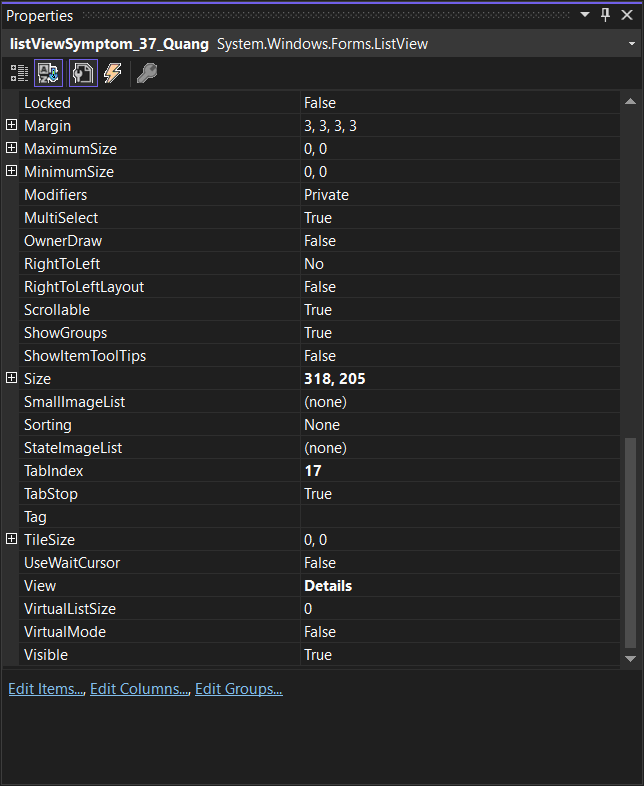 Properties
listViewSymptom_37_Quang System.Windows.Forms.ListView
Locked False
Margin 3, 3, 3, 3
MaximumSize 0, 0
MinimumSize 0, 0
Modifiers Private
MultiSelect True
OwnerDraw False
RightToLeft No
RightToLeftLayout False
Scrollable True
ShowGroups True
ShowItemToolTips False
Size 318, 205
SmallImageList (none)
Sorting None
StateImageList (none)
TabIndex 17
TabStop True
Tag
TileSize 0, 0
UseWaitCursor False
View Details
VirtualListSize 0
VirtualMode False
Visible True
Edit Items..., Edit Columns..., Edit Groups...